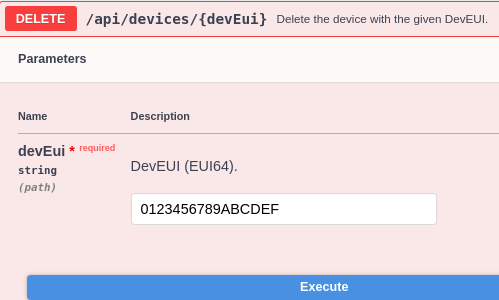 DELETE /api/devices/{devEui} Delete the device with the given DevEUI.
Parameters
Name Description
devEui * required
string
(path)
DevEUI (EUI64).
0123456789ABCDEF
Execute